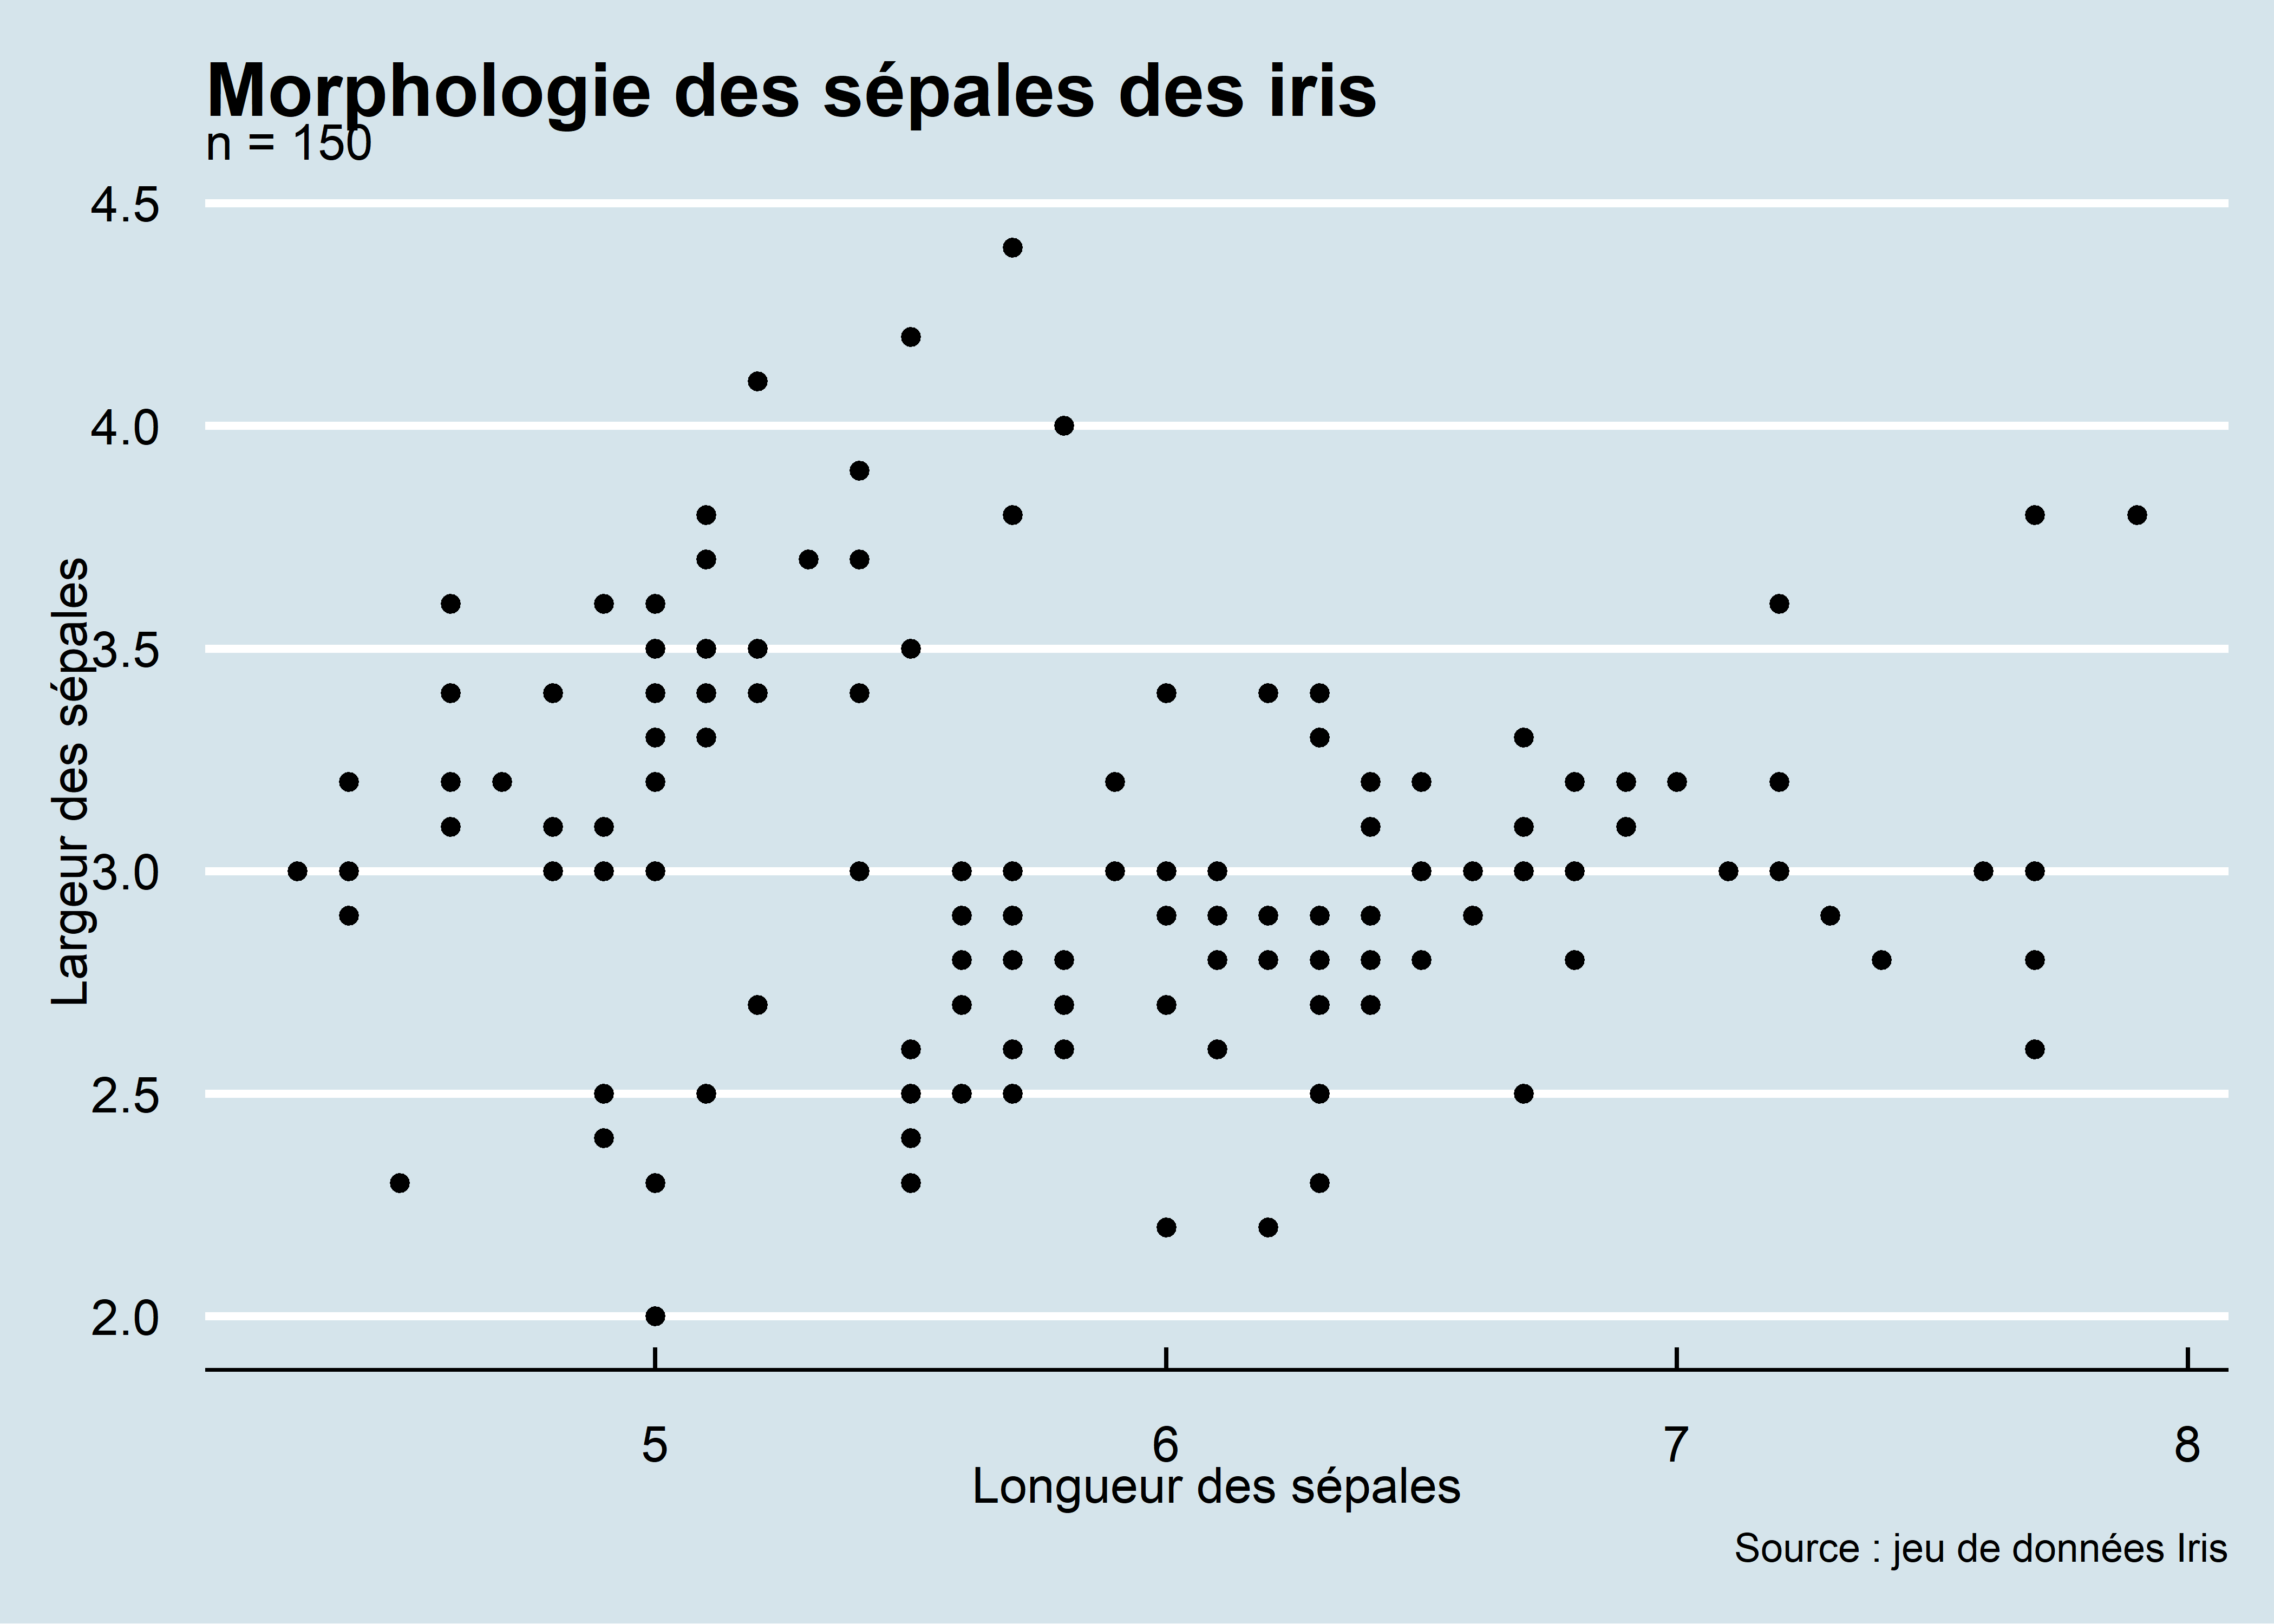 Morphologie des sépales des iris
n = 150
4.5
4.0
3.5
3.0
2.5
2.0
Largeur des sépales
5 6 7 8
Longueur des sépales
Source : jeu de données Iris